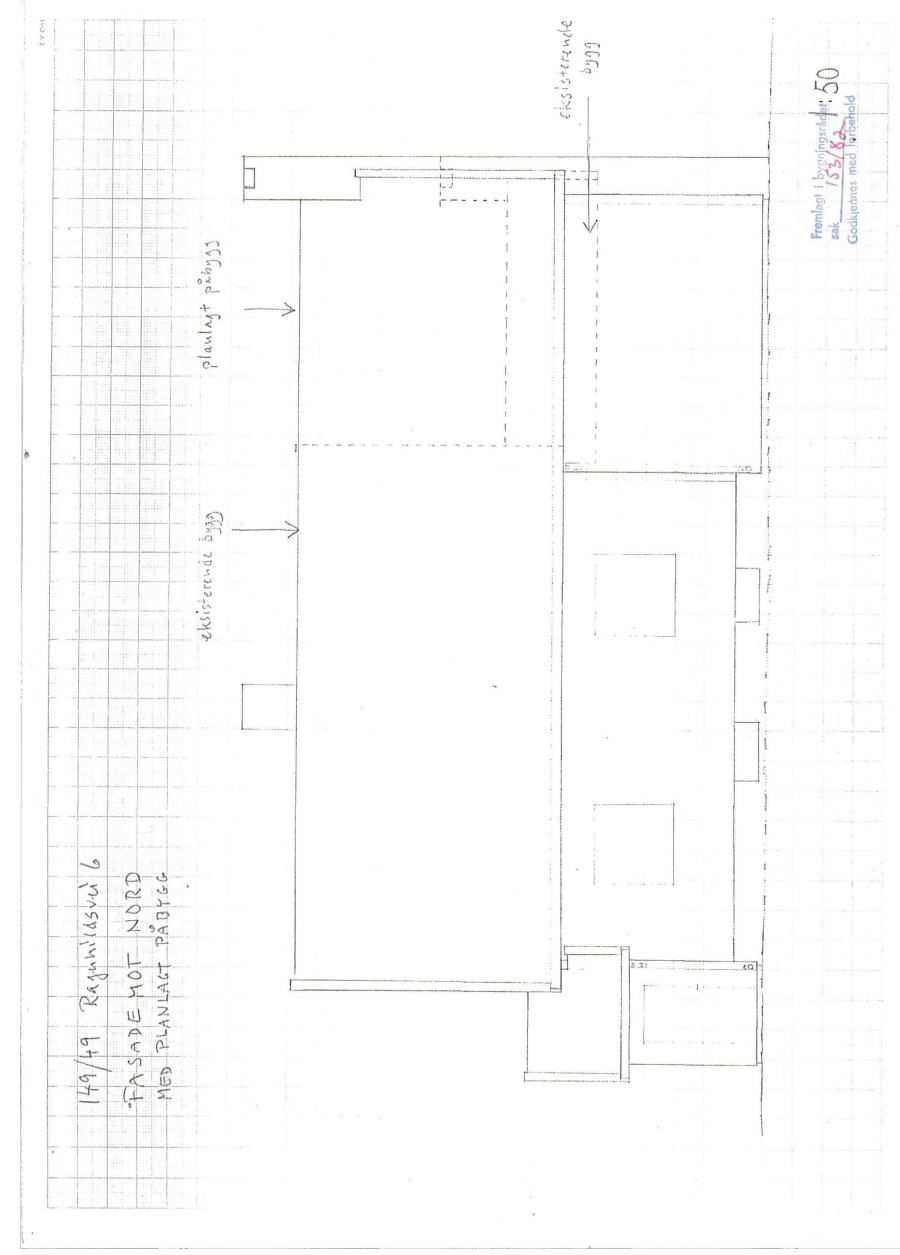 149/49 Ragnhildsvei 6
FASADE MOT NORD
MED PLANLAGT PÅBYGG
eksisterende bygg
planlagt påbygg
eksisterende
bygg
1:50
Fremlagt i bygningsrådet
sak 153/82
Godkjennes med forbehold